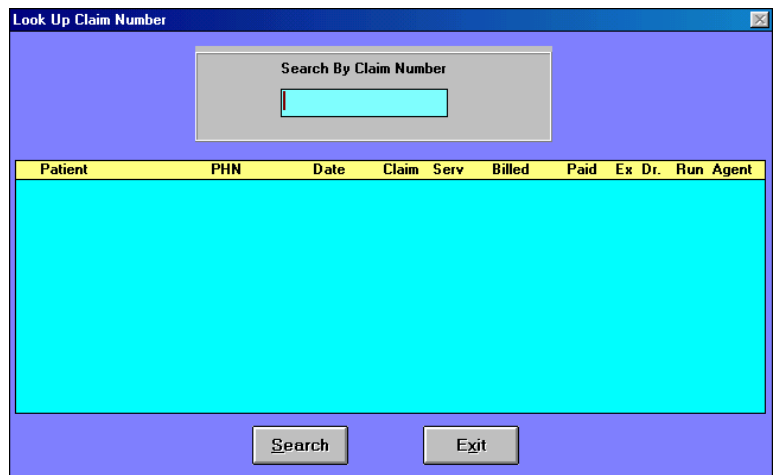 Look Up Claim Number
Search By Claim Number
Patient PHN Date Claim Serv Billed Paid Ex Dr. Run Agent
Search Exit